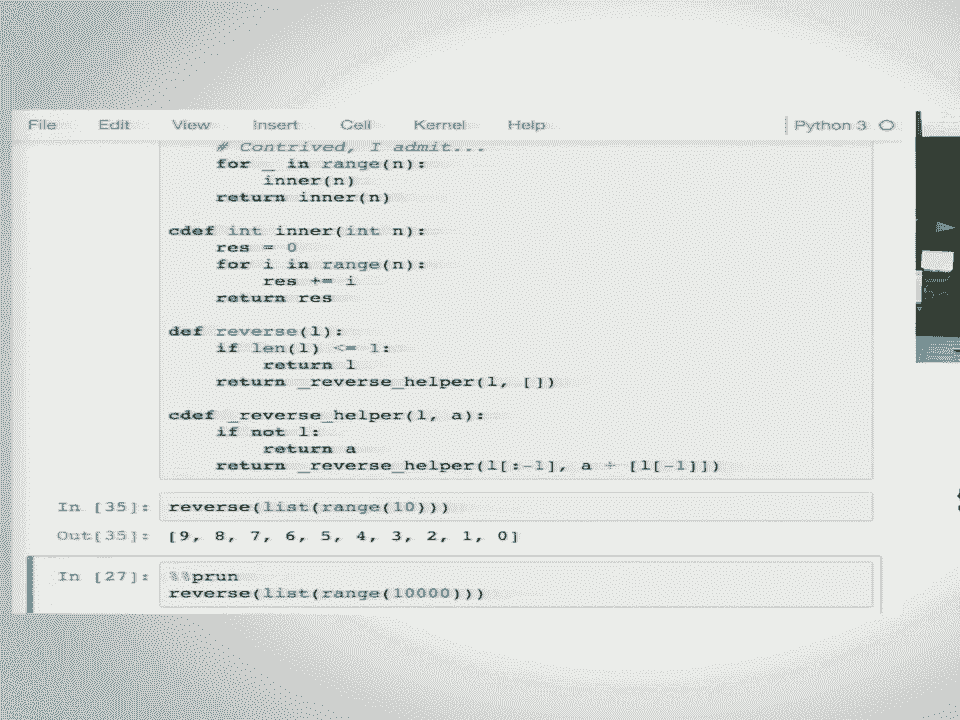 File Edit View Insert Cell Kernel Help Python 3
# Contrived, I admit...
for _ in range(n):
inner(n)
return inner(n)
cdef int inner(int n):
res = 0
for i in range(n):
res += i
return res
def reverse(l):
if len(l) <= 1:
return l
return _reverse_helper(l, [])
cdef _reverse_helper(l, a):
if not l:
return a
return _reverse_helper(l[:-1], a + [l[-1]])
In [35]: reverse(list(range(10)))
Out[35]: [9, 8, 7, 6, 5, 4, 3, 2, 1, 0]
In [27]: %%prun
reverse(list(range(10000)))